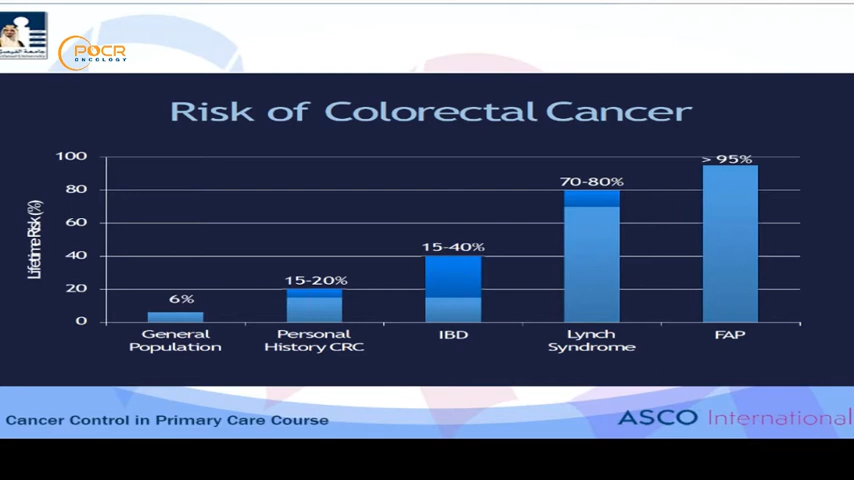 جامعة الفيصل
POCR
ONCOLOGY
Risk of Colorectal Cancer
Lifetime Risk (%)
100
80
60
40
20
0
6%
15-20%
15-40%
70-80%
> 95%
General
Population
Personal
History CRC
IBD
Lynch
Syndrome
FAP
Cancer Control in Primary Care Course
ASCO International